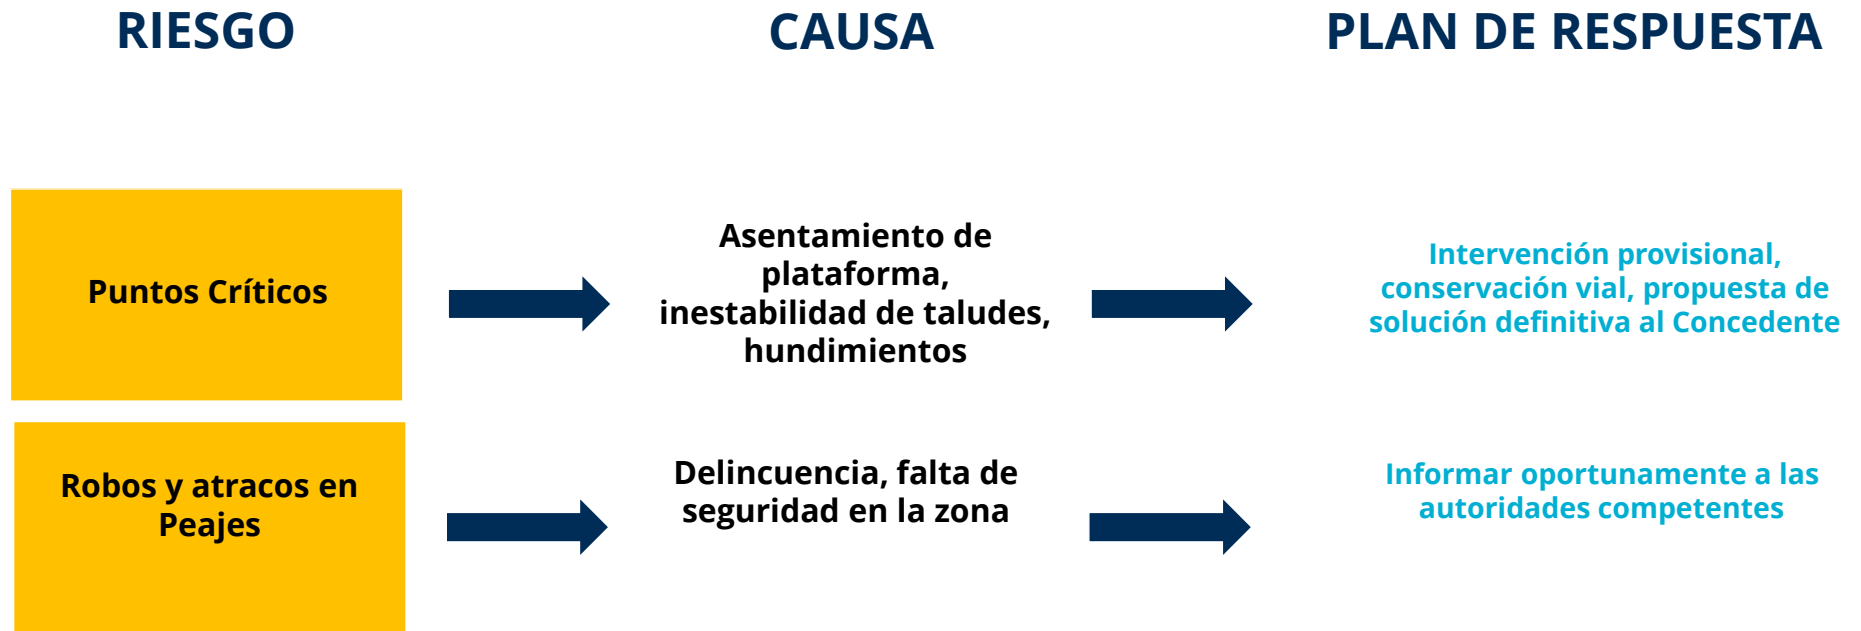 RIESGO
CAUSA
PLAN DE RESPUESTA
Puntos Críticos
Asentamiento de
plataforma,
inestabilidad de taludes,
hundimientos
Intervención provisional,
conservación vial, propuesta de
solución definitiva al Concedente
Robos y atracos en
Peajes
Delincuencia, falta de
seguridad en la zona
Informar oportunamente a las
autoridades competentes